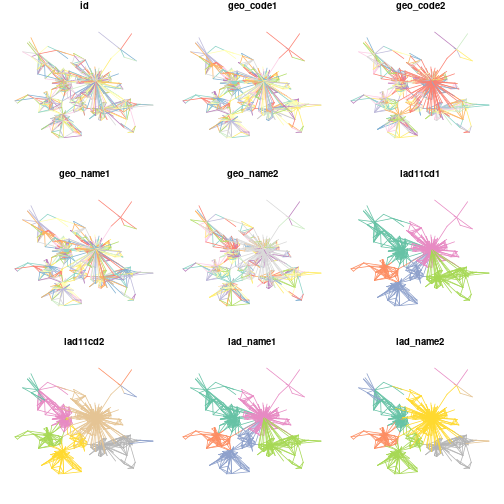 id
geo_code1
geo_code2
geo_name1
geo_name2
lad11cd1
lad11cd2
lad_name1
lad_name2